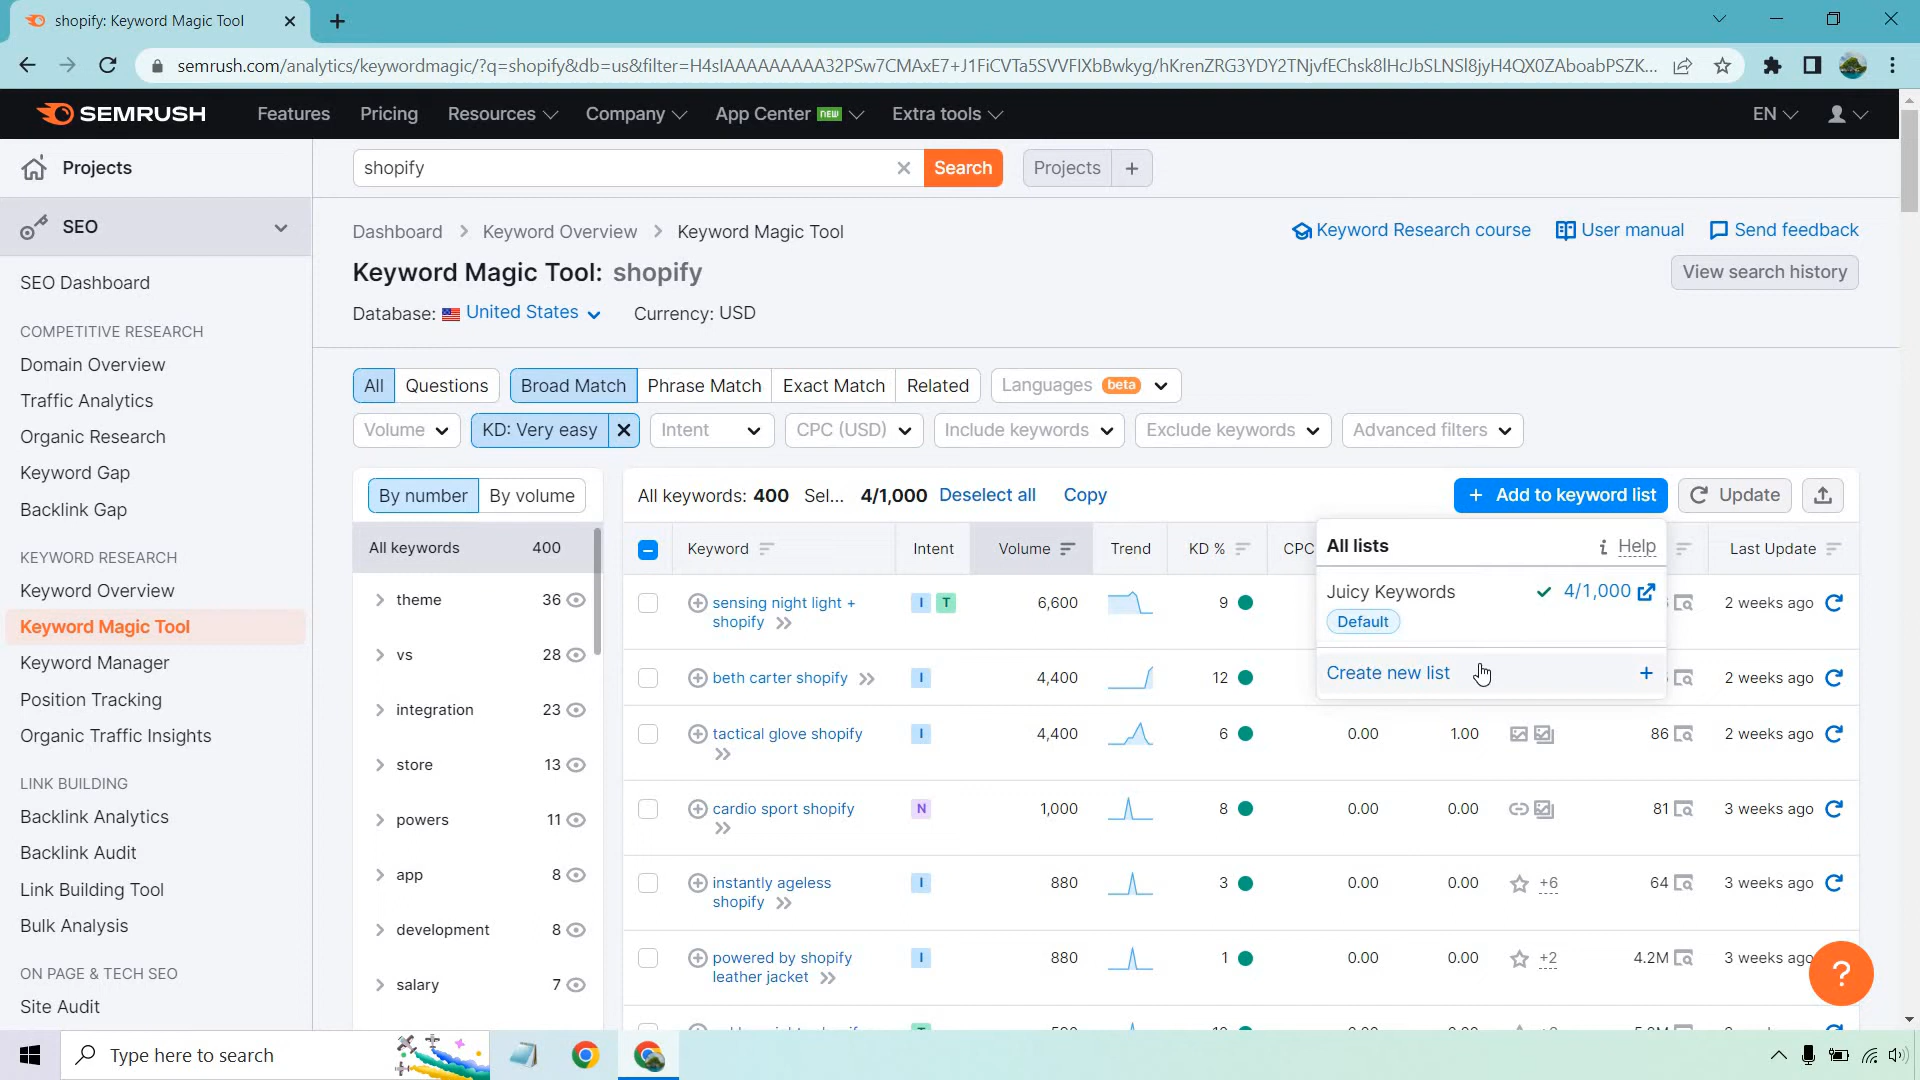 shopify: Keyword Magic Tool
semrush.com/analytics/keywordmagic/?q=shopify&db=us&filter=
SEMRUSH Features Pricing Resources Company App Center NEW Extra tools EN
Projects
shopify Search Projects +
SEO
Dashboard > Keyword Overview > Keyword Magic Tool
Keyword Research course User manual Send feedback
Keyword Magic Tool: shopify
View search history
Database: United States Currency: USD
SEO Dashboard
COMPETITIVE RESEARCH
Domain Overview
Traffic Analytics
Organic Research
Keyword Gap
Backlink Gap
KEYWORD RESEARCH
Keyword Overview
Keyword Magic Tool
Keyword Manager
Position Tracking
Organic Traffic Insights
LINK BUILDING
Backlink Analytics
Backlink Audit
Link Building Tool
Bulk Analysis
ON PAGE & TECH SEO
Site Audit
All Questions Broad Match Phrase Match Exact Match Related Languages beta
Volume KD: Very easy Intent CPC (USD) Include keywords Exclude keywords Advanced filters
By number By volume
All keywords 400
theme 36
vs 28
integration 23
store 13
powers 11
app 8
development 8
salary 7
All keywords: 400 Sel... 4/1,000 Deselect all Copy
+ Add to keyword list Update
Keyword Intent Volume Trend KD % CPC Last Update
All lists i Help
Juicy Keywords 4/1,000
Default
Create new list +
sensing night light + I T 6,600 9 2 weeks ago
shopify
beth carter shopify I 4,400 12 2 weeks ago
tactical glove shopify I 4,400 6 0.00 1.00 86 2 weeks ago
cardio sport shopify N 1,000 8 0.00 0.00 81 3 weeks ago
instantly ageless I 880 3 0.00 0.00 +6 64 3 weeks ago
shopify
powered by shopify I 880 1 0.00 0.00 +2 4.2M 3 weeks ago
leather jacket
?
Type here to search